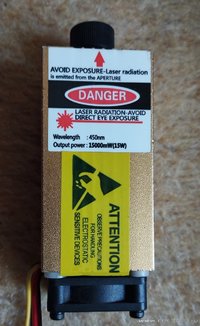 AVOID EXPOSURE-Laser radiation
is emitted from the APERTURE
DANGER
LASER RADIATION-AVOID
DIRECT EYE EXPOSURE
Wavelength : 450nm
Output power : 15000mW(15W)
ATTENTION
OBSERVE PRECAUTIONS
FOR HANDLING
ELECTROSTATIC
SENSITIVE DEVICES